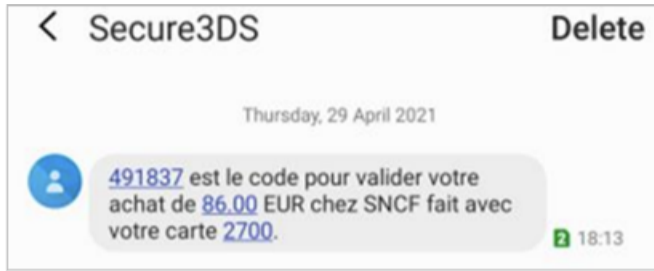 Secure3DS
Delete
Thursday, 29 April 2021
491837 est le code pour valider votre
achat de 86.00 EUR chez SNCF fait avec
votre carte 2700.
2 18:13